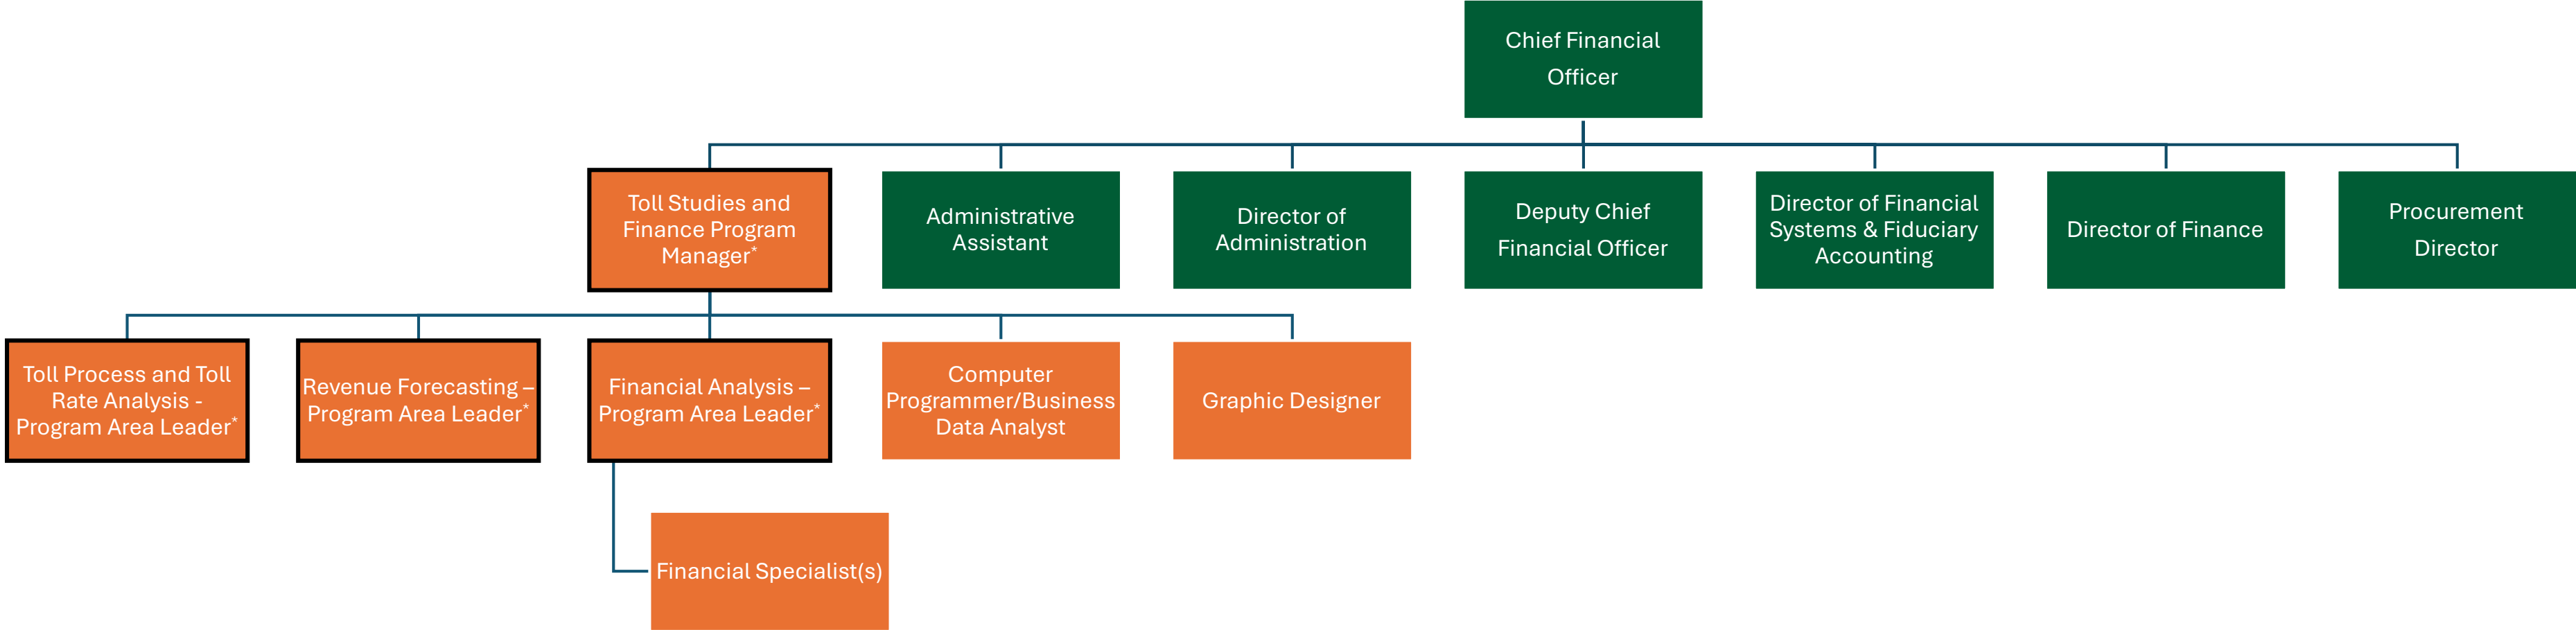 Chief Financial
Officer
Toll Studies and
Finance Program
Manager*
Administrative
Assistant
Director of
Administration
Deputy Chief
Financial Officer
Director of Financial
Systems & Fiduciary
Accounting
Director of Finance
Procurement
Director
Toll Process and Toll
Rate Analysis -
Program Area Leader*
Revenue Forecasting –
Program Area Leader*
Financial Analysis –
Program Area Leader*
Computer
Programmer/Business
Data Analyst
Graphic Designer
Financial Specialist(s)